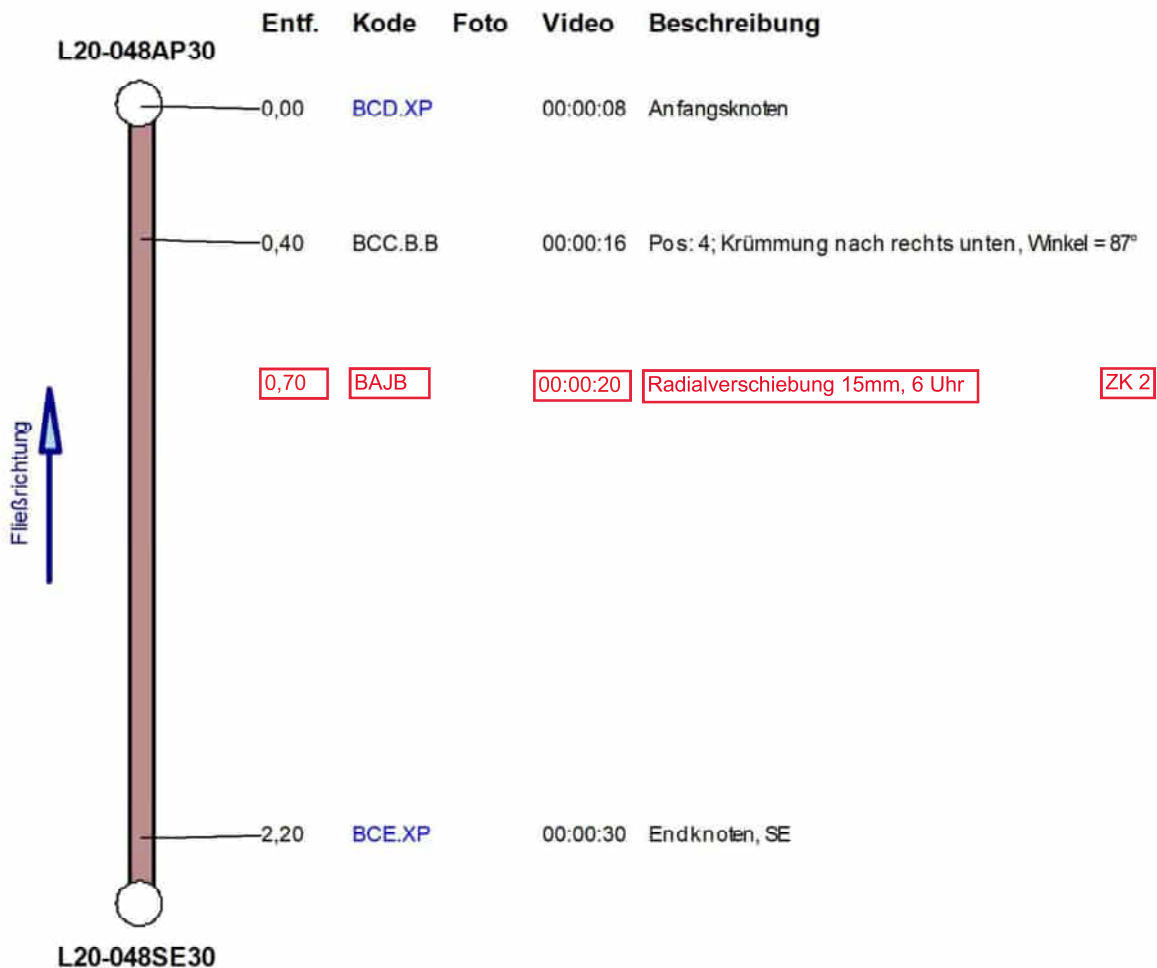 Entf. Kode Foto Video Beschreibung
L20-048AP30
0,00 BCD.XP 00:00:08 Anfangsknoten
0,40 BCC.B.B 00:00:16 Pos: 4; Krümmung nach rechts unten, Winkel = 87°
0,70 BAJB 00:00:20 Radialverschiebung 15mm, 6 Uhr ZK 2
Fließrichtung
2,20 BCE.XP 00:00:30 Endknoten, SE
L20-048SE30